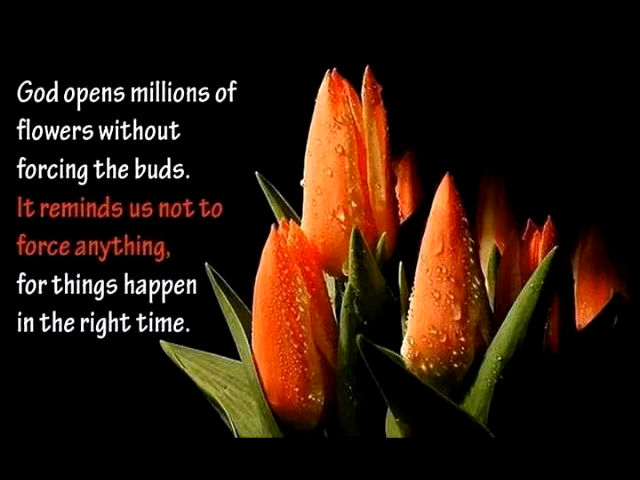 God opens millions of
flowers without
forcing the buds.
It reminds us not to
force anything,
for things happen
in the right time.